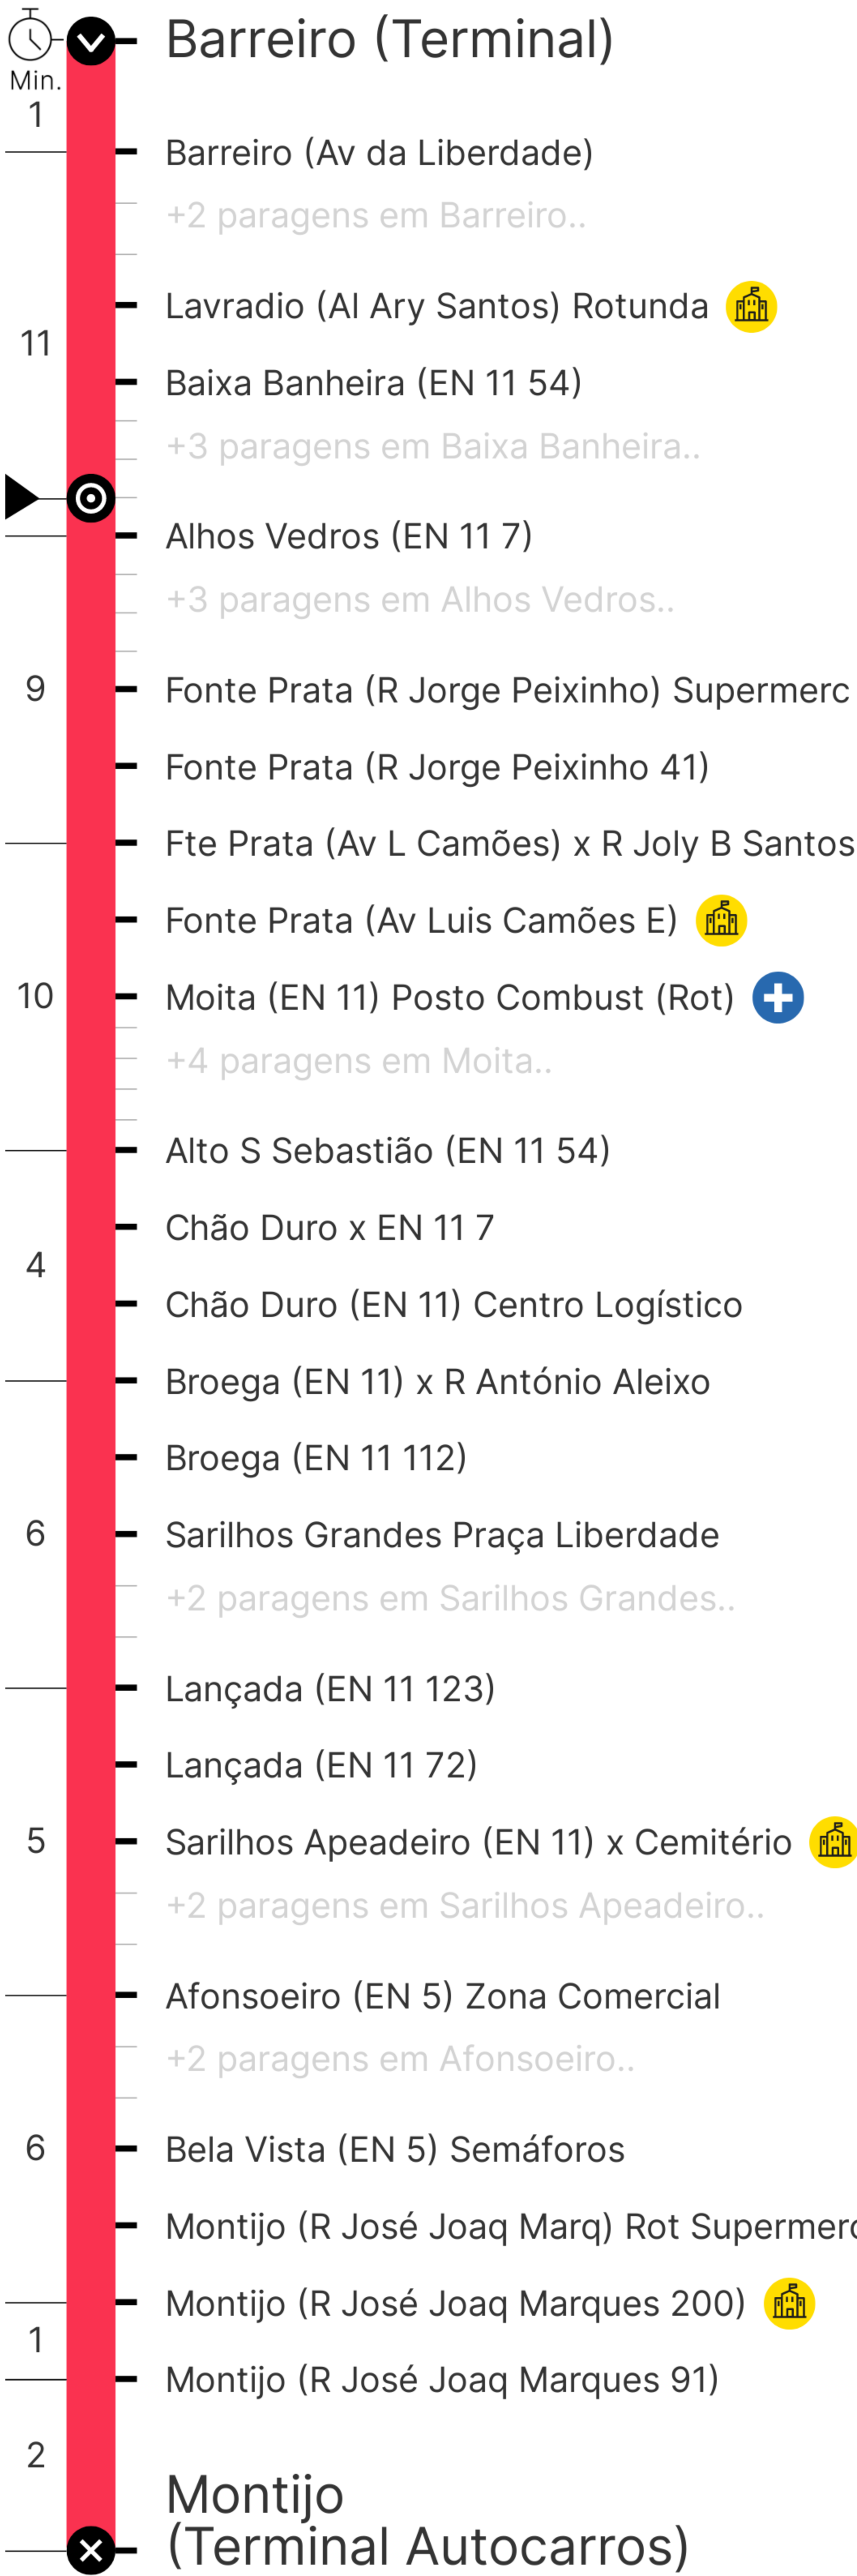 Barreiro (Terminal)
Min.
1
Barreiro (Av da Liberdade)
+2 paragens em Barreiro..
Lavradio (Al Ary Santos) Rotunda
11
Baixa Banheira (EN 11 54)
+3 paragens em Baixa Banheira..
Alhos Vedros (EN 11 7)
+3 paragens em Alhos Vedros..
9
Fonte Prata (R Jorge Peixinho) Supermerc
Fonte Prata (R Jorge Peixinho 41)
Fte Prata (Av L Camões) x R Joly B Santos
Fonte Prata (Av Luis Camões E)
10
Moita (EN 11) Posto Combust (Rot)
+4 paragens em Moita..
Alto S Sebastião (EN 11 54)
Chão Duro x EN 11 7
4
Chão Duro (EN 11) Centro Logístico
Broega (EN 11) x R António Aleixo
Broega (EN 11 112)
6
Sarilhos Grandes Praça Liberdade
+2 paragens em Sarilhos Grandes..
Lançada (EN 11 123)
Lançada (EN 11 72)
5
Sarilhos Apeadeiro (EN 11) x Cemitério
+2 paragens em Sarilhos Apeadeiro..
Afonsoeiro (EN 5) Zona Comercial
+2 paragens em Afonsoeiro..
6
Bela Vista (EN 5) Semáforos
Montijo (R José Joaq Marq) Rot Supermerc
Montijo (R José Joaq Marques 200)
1
Montijo (R José Joaq Marques 91)
2
Montijo
(Terminal Autocarros)